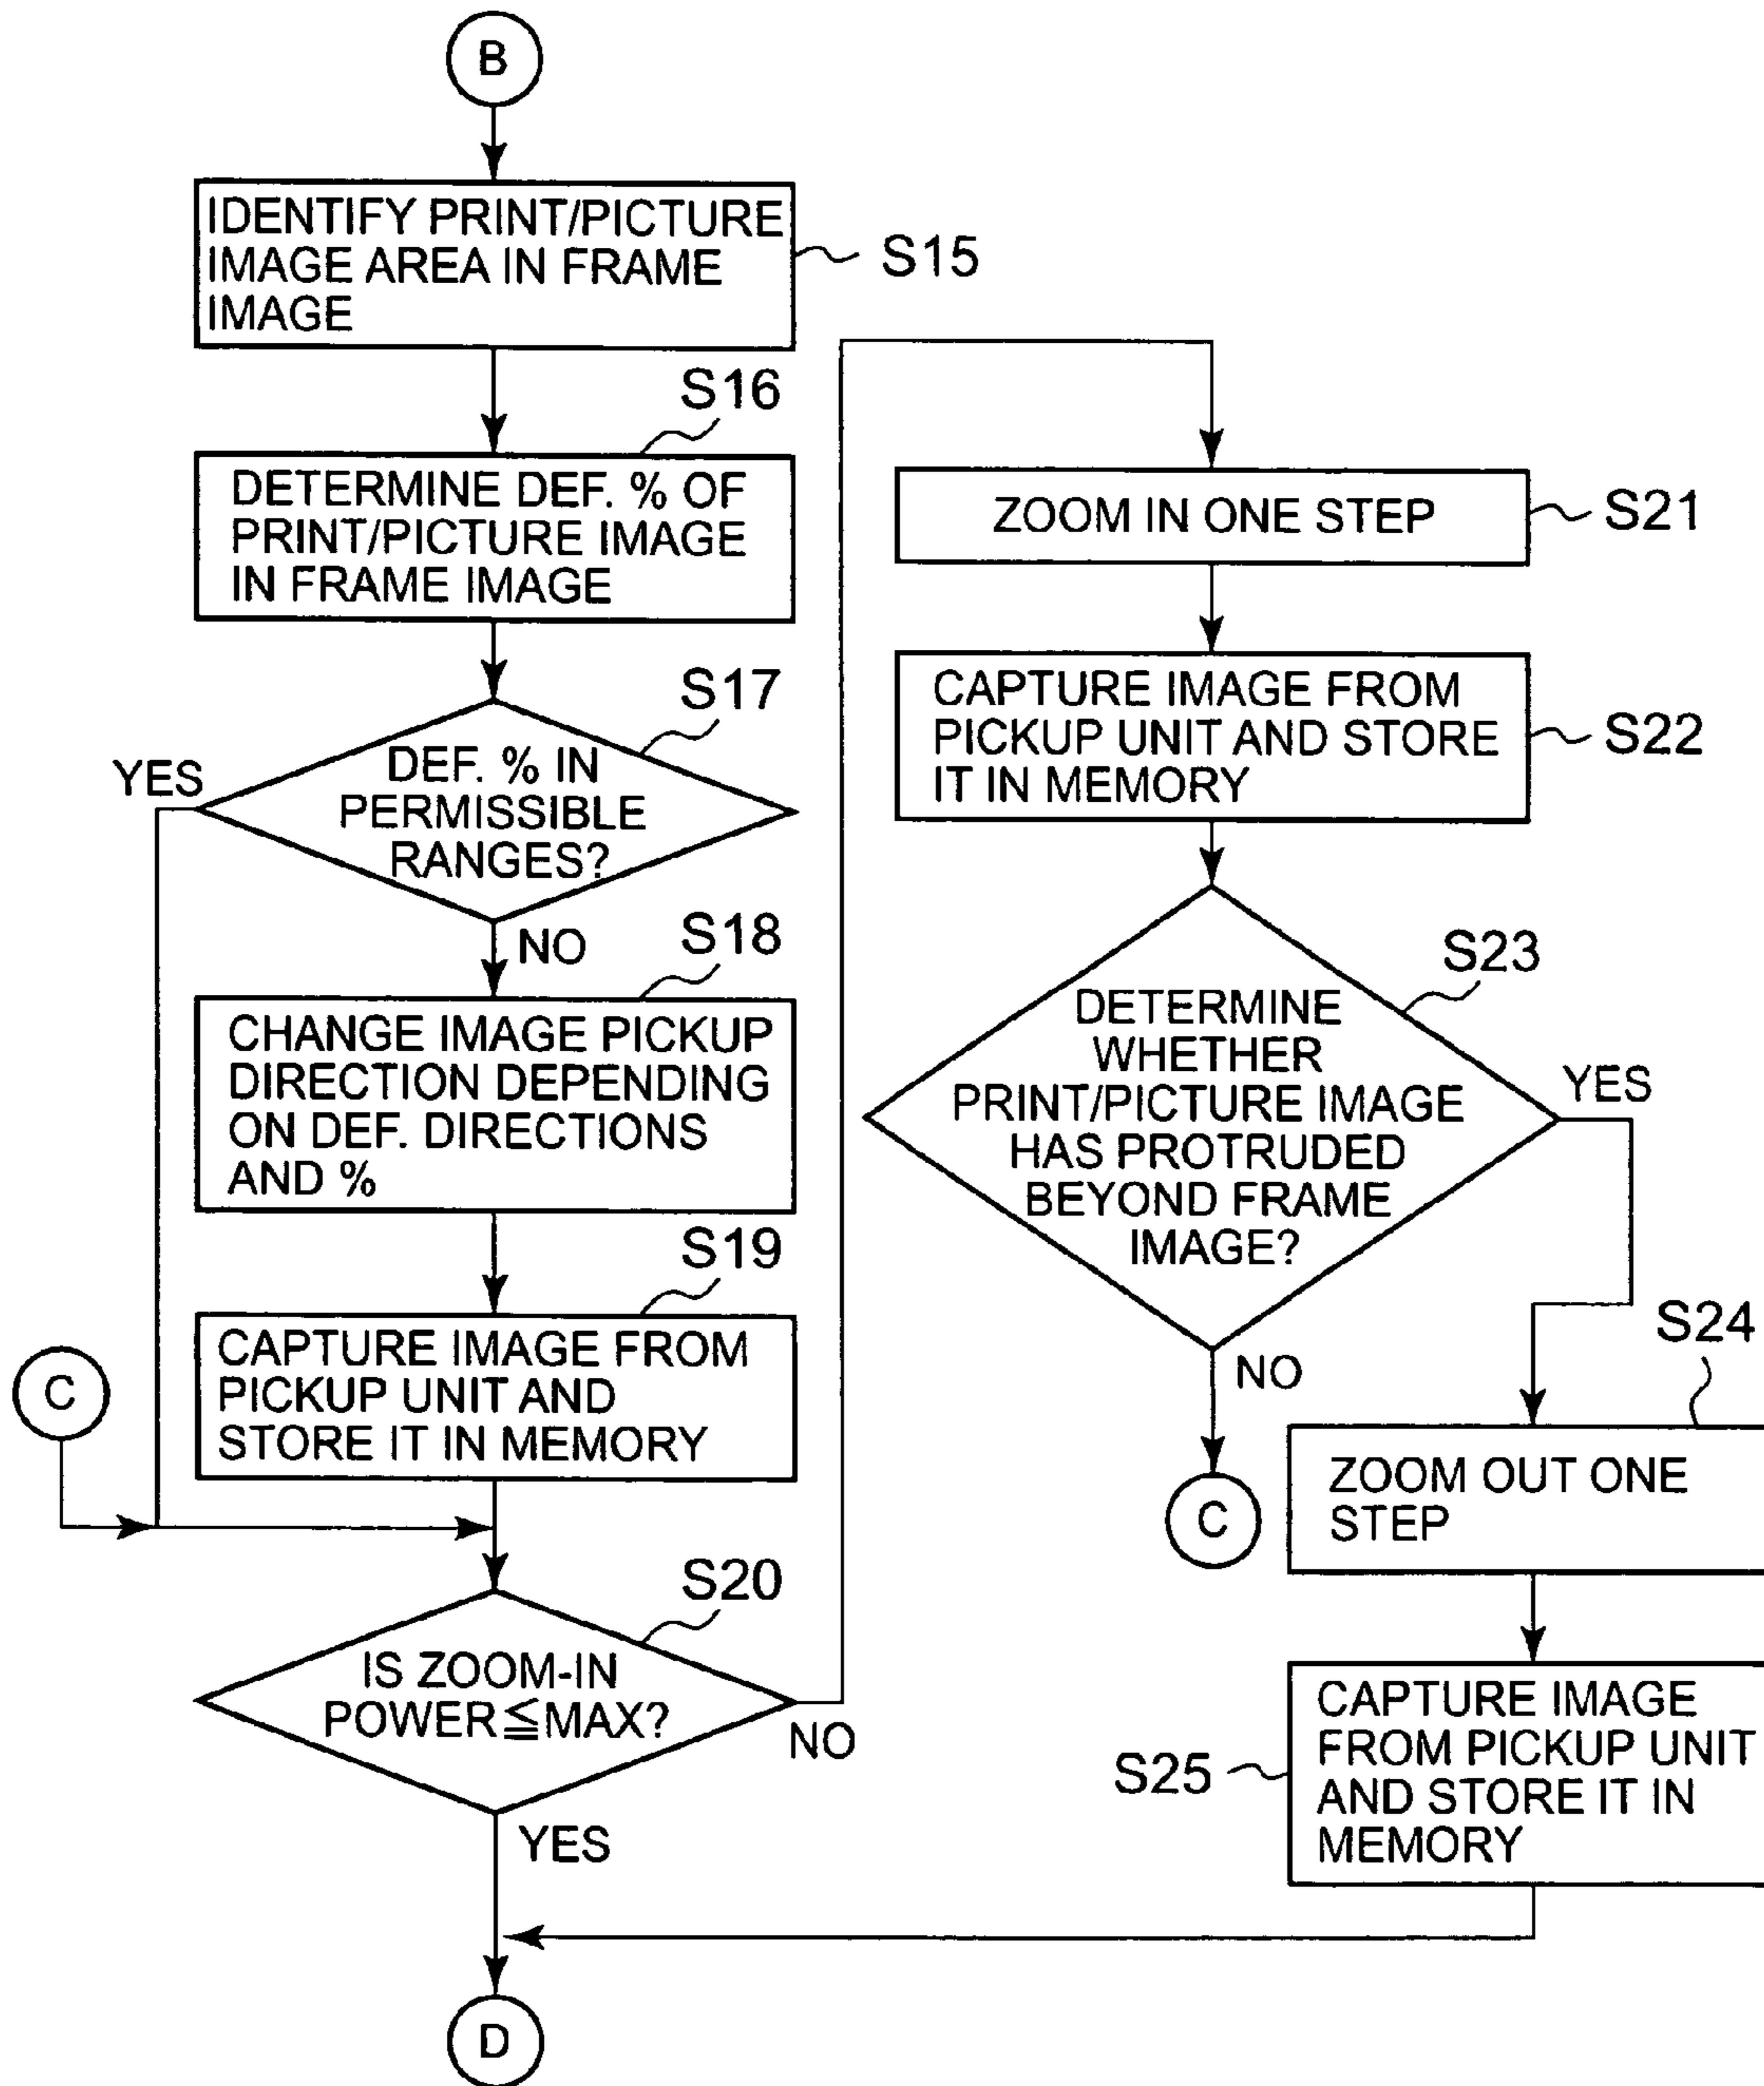 B
IDENTIFY PRINT/PICTURE
IMAGE AREA IN FRAME
IMAGE
S15
S16
DETERMINE DEF. % OF
PRINT/PICTURE IMAGE
IN FRAME IMAGE
S17
YES
DEF. % IN
PERMISSIBLE
RANGES?
NO
S18
CHANGE IMAGE PICKUP
DIRECTION DEPENDING
ON DEF. DIRECTIONS
AND %
S19
CAPTURE IMAGE FROM
PICKUP UNIT AND
STORE IT IN MEMORY
C
S20
IS ZOOM-IN
POWER≦MAX?
NO
YES
D
ZOOM IN ONE STEP
S21
CAPTURE IMAGE FROM
PICKUP UNIT AND STORE
IT IN MEMORY
S22
S23
DETERMINE
WHETHER
PRINT/PICTURE IMAGE
HAS PROTRUDED
BEYOND FRAME
IMAGE?
YES
NO
C
S24
ZOOM OUT ONE
STEP
CAPTURE IMAGE
FROM PICKUP UNIT
AND STORE IT IN
MEMORY
S25